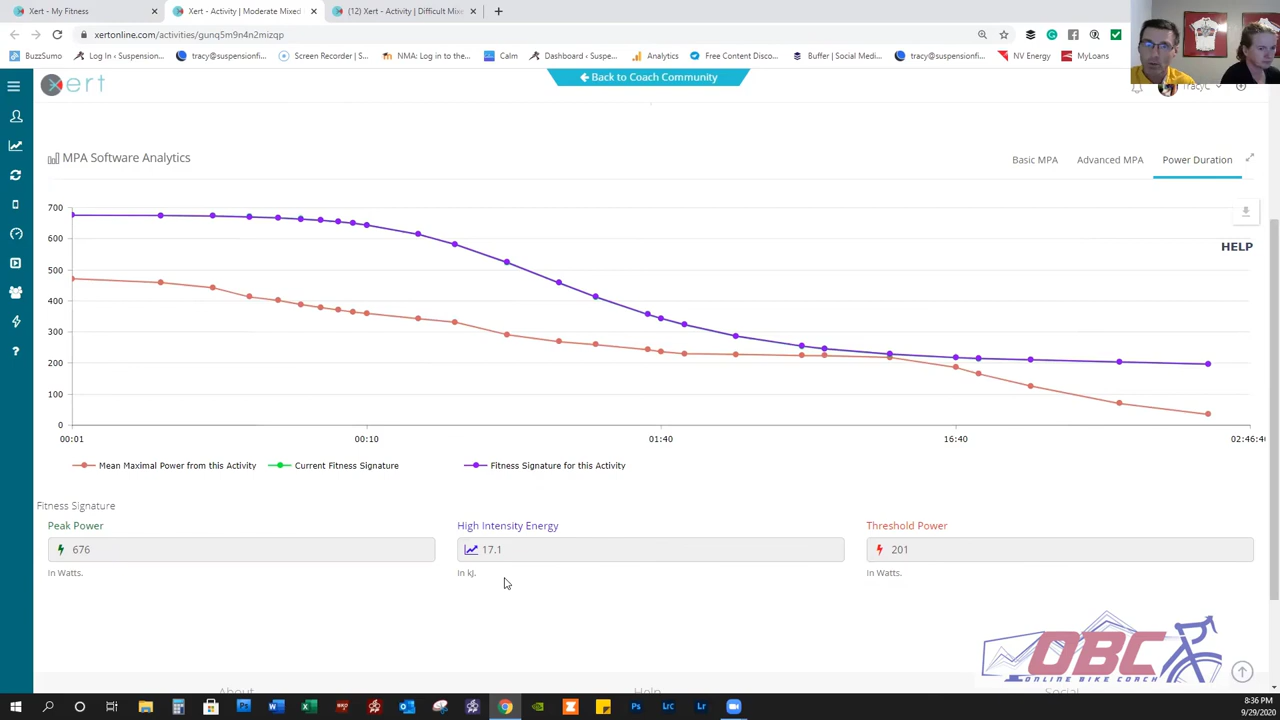 Xert - My Fitness
Xert - Activity | Moderate Mixed
(12) Xert - Activity | Difficult Mix
xertonline.com/activities/gunq5m9n4n2mizqp
BuzzSumo
Log In ‹ Suspension...
tracy@suspensionfi...
Screen Recorder | S...
NMA: Log in to the...
Calm
Dashboard ‹ Suspe...
Analytics
Free Content Disco...
Buffer | Social Medi...
tracy@suspensionfi...
NV Energy
MyLoans
xert
Back to Coach Community
TracyC
MPA Software Analytics
Basic MPA
Advanced MPA
Power Duration
700
600
500
400
300
200
100
0
HELP
00:01
00:10
01:40
16:40
02:46:4
Mean Maximal Power from this Activity
Current Fitness Signature
Fitness Signature for this Activity
Fitness Signature
Peak Power
High Intensity Energy
Threshold Power
676
17.1
201
In Watts.
In kJ.
In Watts.
OBC
ONLINE BIKE COACH
About
Help
Social
8:36 PM
9/29/2020